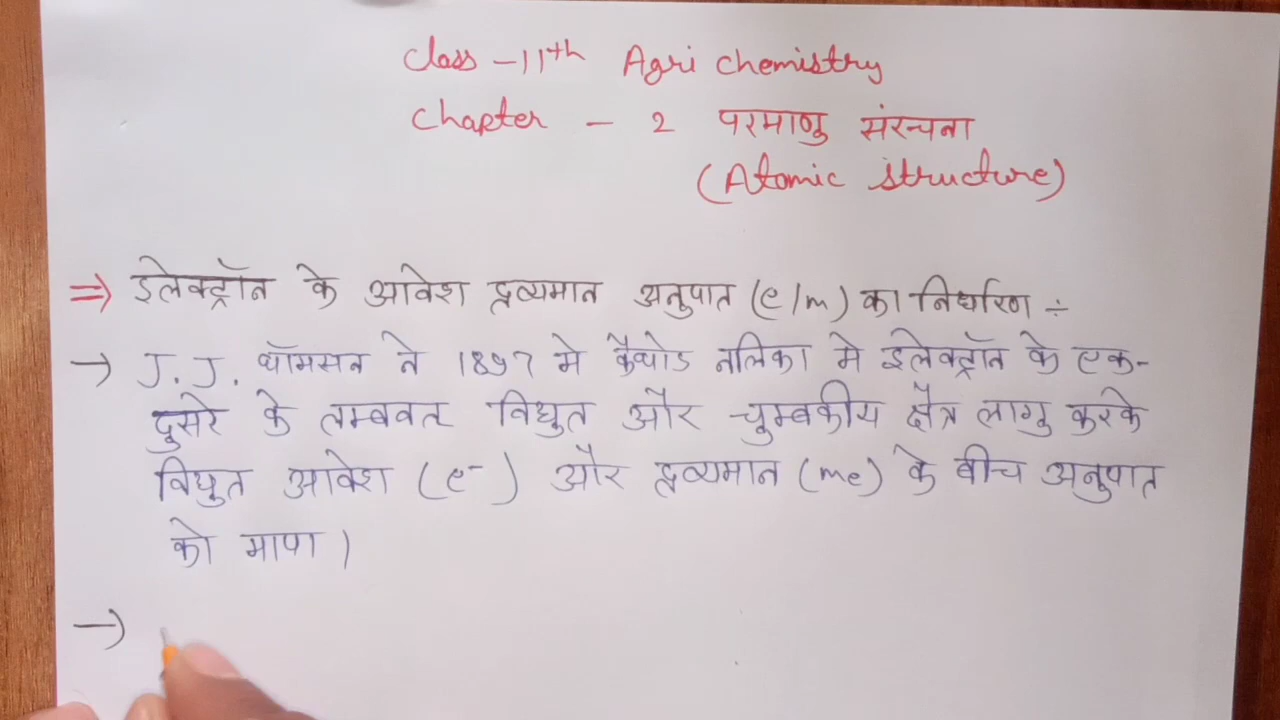 Class - 11th Agri chemistry
Chapter - 2 परमाणु संरचना
(Atomic structure)
⇒ इलेक्ट्रॉन के आवेश द्रव्यमान अनुपात (e/m) का निर्धारण ÷
→ J. J. थॉमसन ने 1897 मे कैथोड नलिका मे इलेक्ट्रॉन के एक-
दुसरे के लम्बवत विधुत और चुम्बकीय क्षैत्र लागु करके
विधुत आवेश (e⁻) और द्रव्यमान (me) के बीच अनुपात
को मापा।
→